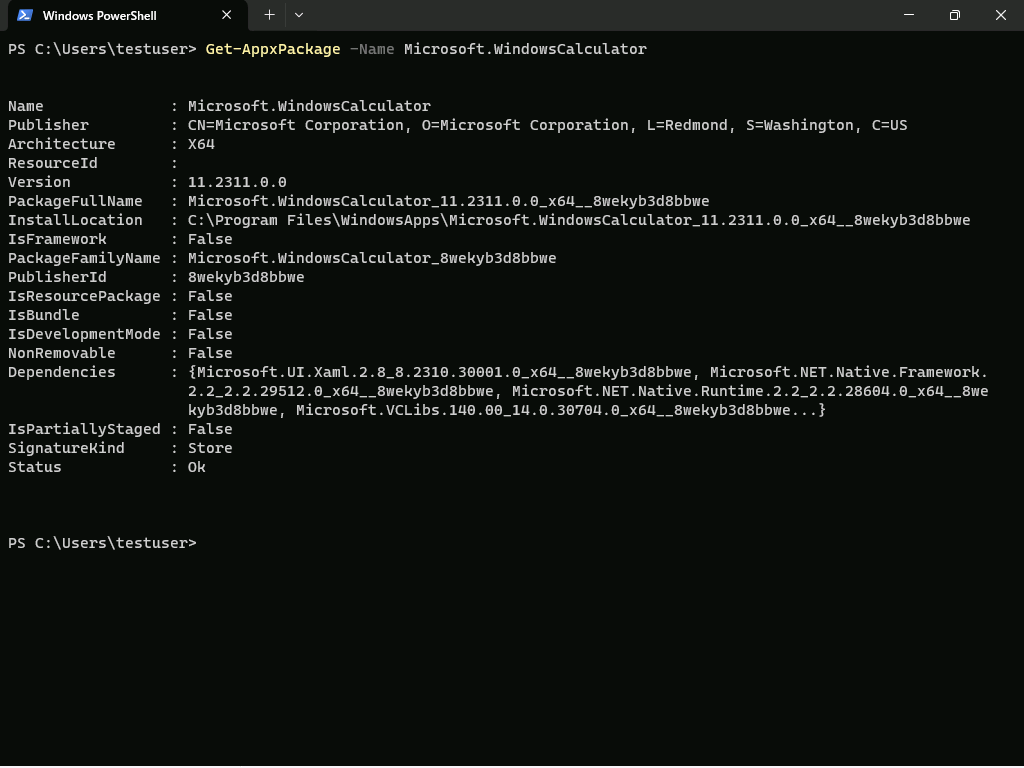 Windows PowerShell
PS C:\Users\testuser> Get-AppxPackage -Name Microsoft.WindowsCalculator
Name              : Microsoft.WindowsCalculator
Publisher         : CN=Microsoft Corporation, O=Microsoft Corporation, L=Redmond, S=Washington, C=US
Architecture      : X64
ResourceId        :
Version           : 11.2311.0.0
PackageFullName   : Microsoft.WindowsCalculator_11.2311.0.0_x64__8wekyb3d8bbwe
InstallLocation   : C:\Program Files\WindowsApps\Microsoft.WindowsCalculator_11.2311.0.0_x64__8wekyb3d8bbwe
IsFramework       : False
PackageFamilyName : Microsoft.WindowsCalculator_8wekyb3d8bbwe
PublisherId       : 8wekyb3d8bbwe
IsResourcePackage : False
IsBundle          : False
IsDevelopmentMode : False
NonRemovable      : False
Dependencies      : {Microsoft.UI.Xaml.2.8_8.2310.30001.0_x64__8wekyb3d8bbwe, Microsoft.NET.Native.Framework.
                    2.2_2.2.29512.0_x64__8wekyb3d8bbwe, Microsoft.NET.Native.Runtime.2.2_2.2.28604.0_x64__8we
                    kyb3d8bbwe, Microsoft.VCLibs.140.00_14.0.30704.0_x64__8wekyb3d8bbwe...}
IsPartiallyStaged : False
SignatureKind     : Store
Status            : Ok
PS C:\Users\testuser>